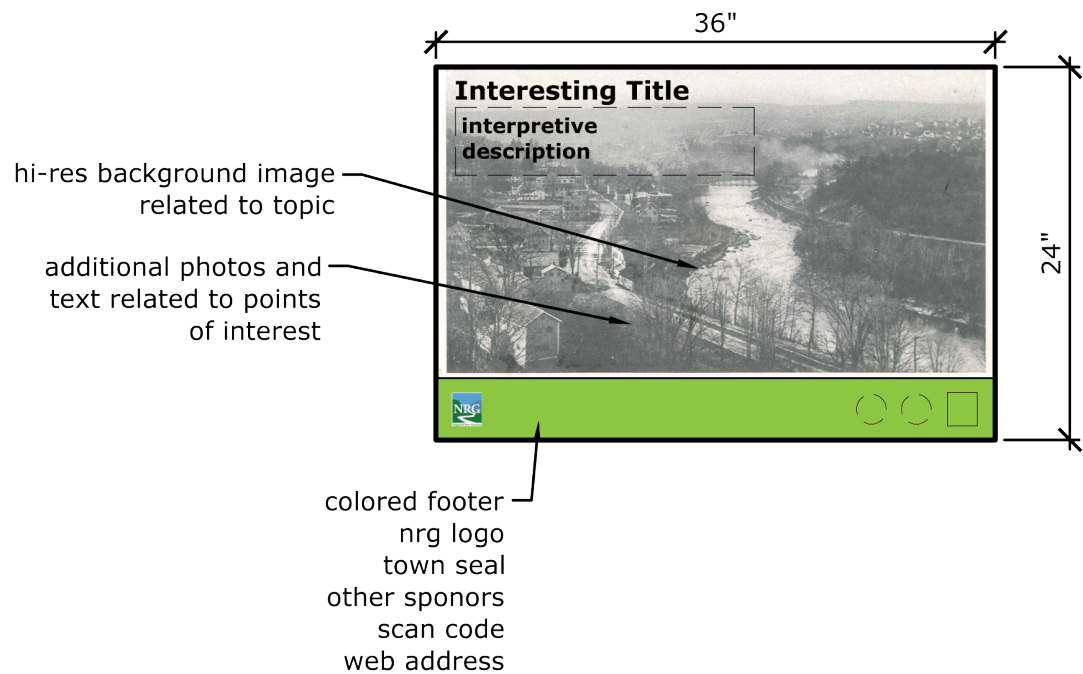 36"
Interesting Title
interpretive
description
hi-res background image
related to topic
24"
additional photos and
text related to points
of interest
NRG
colored footer
nrg logo
town seal
other sponors
scan code
web address